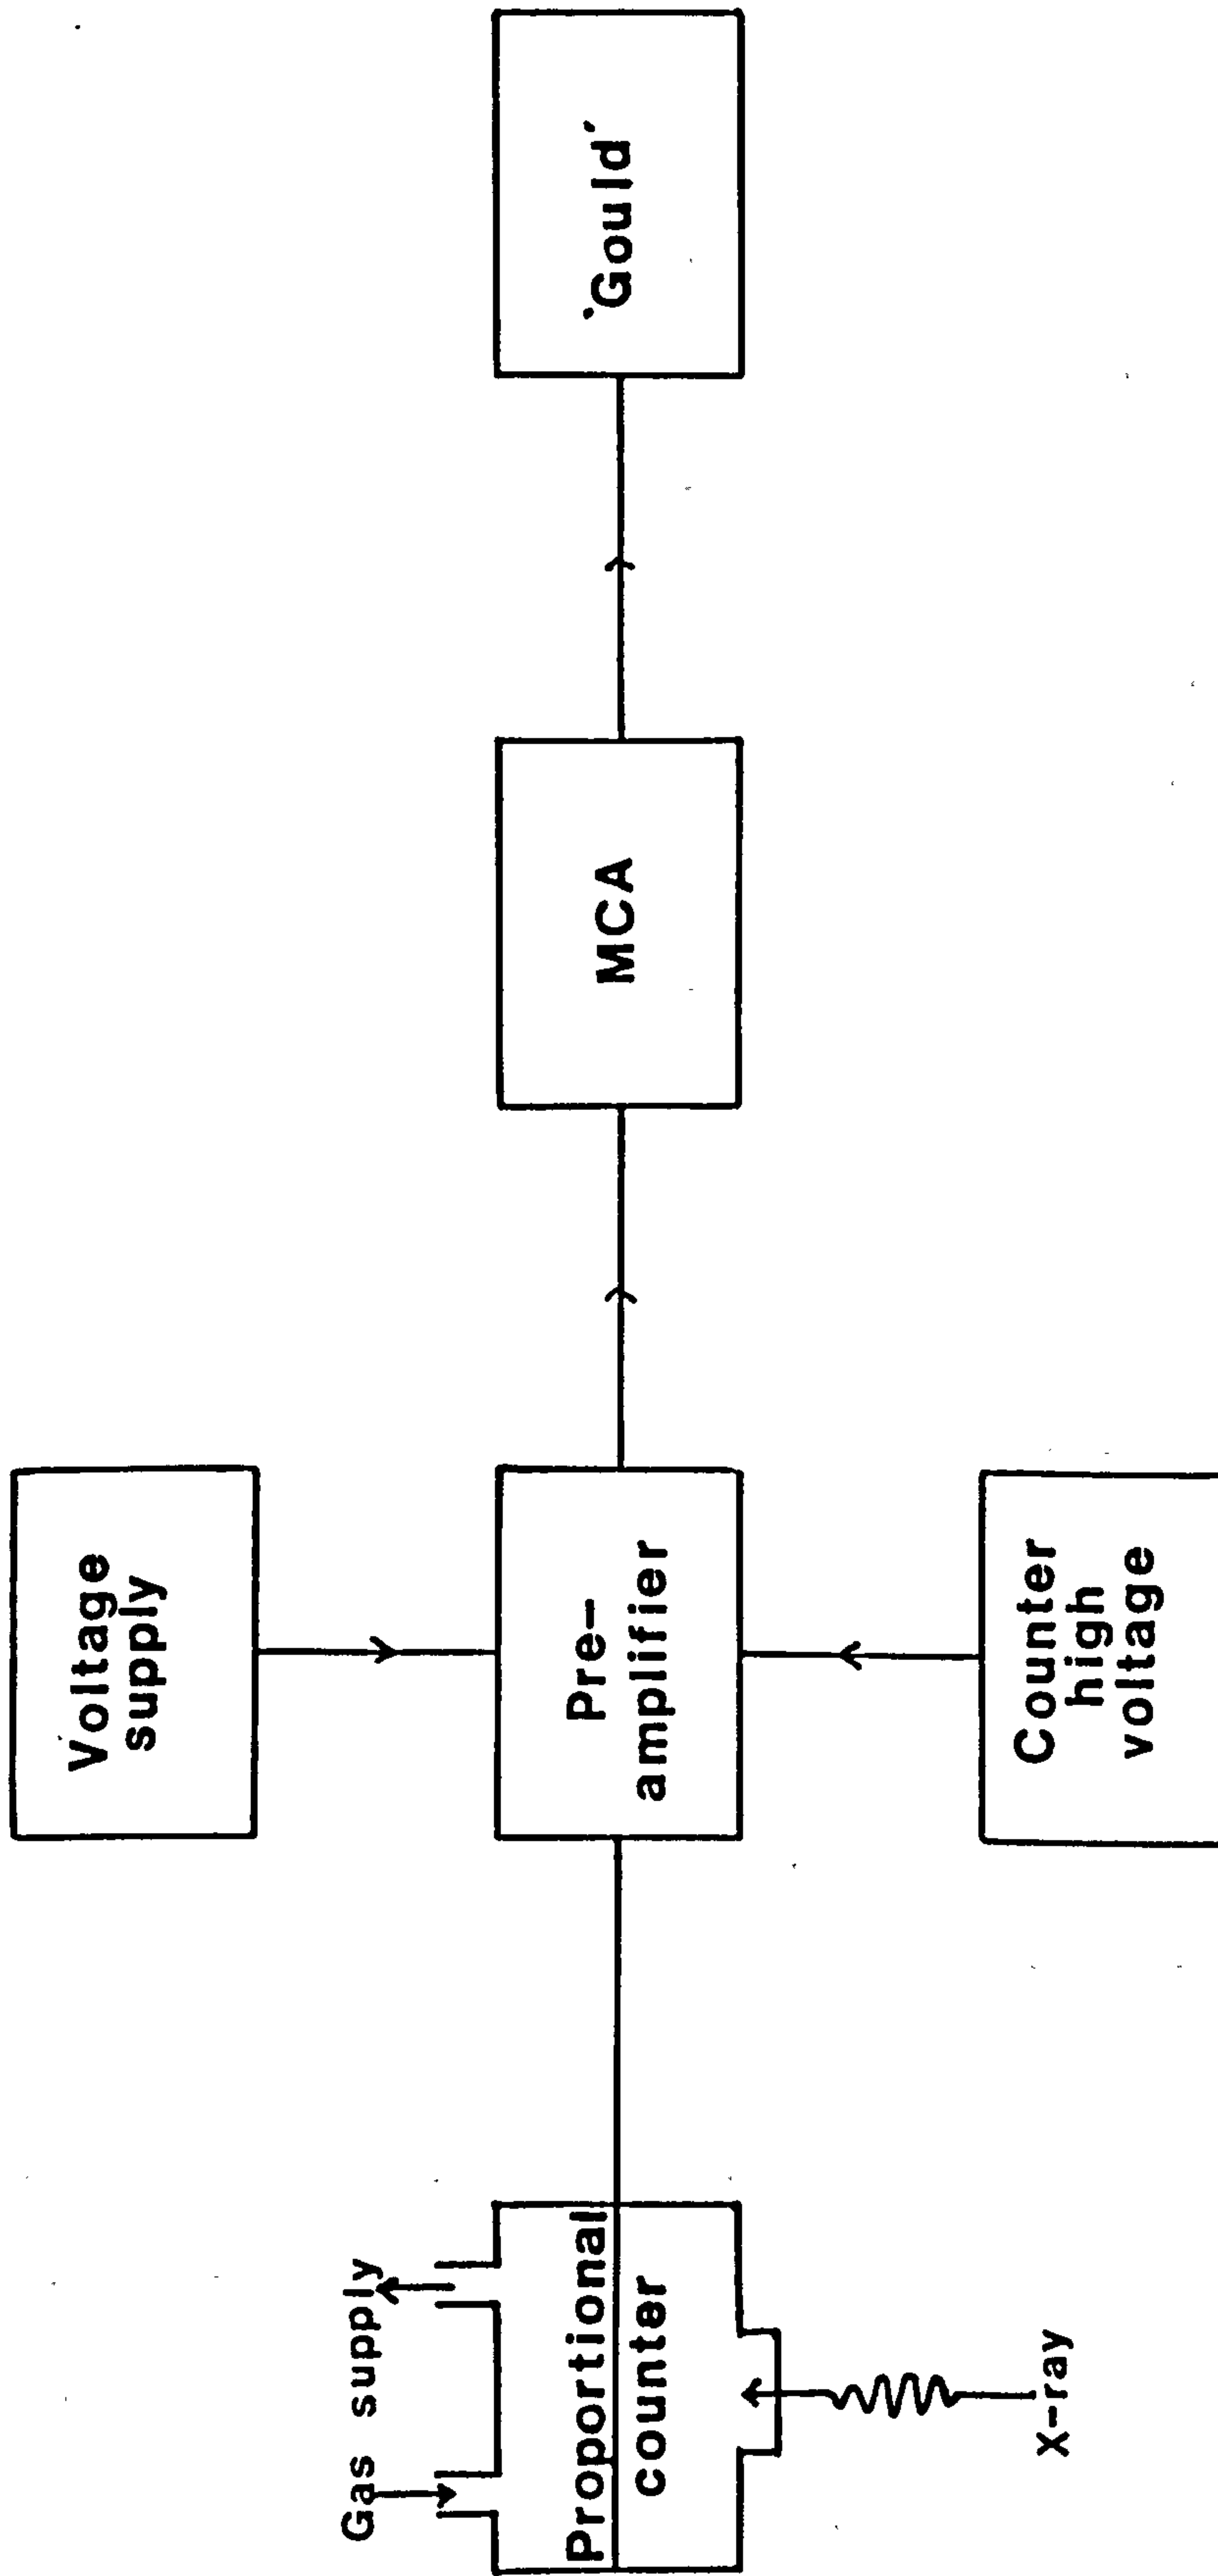 Gas supply
Proportional
counter
X-ray
Voltage
supply
Pre-
amplifier
Counter
high
voltage
MCA
'Gould'